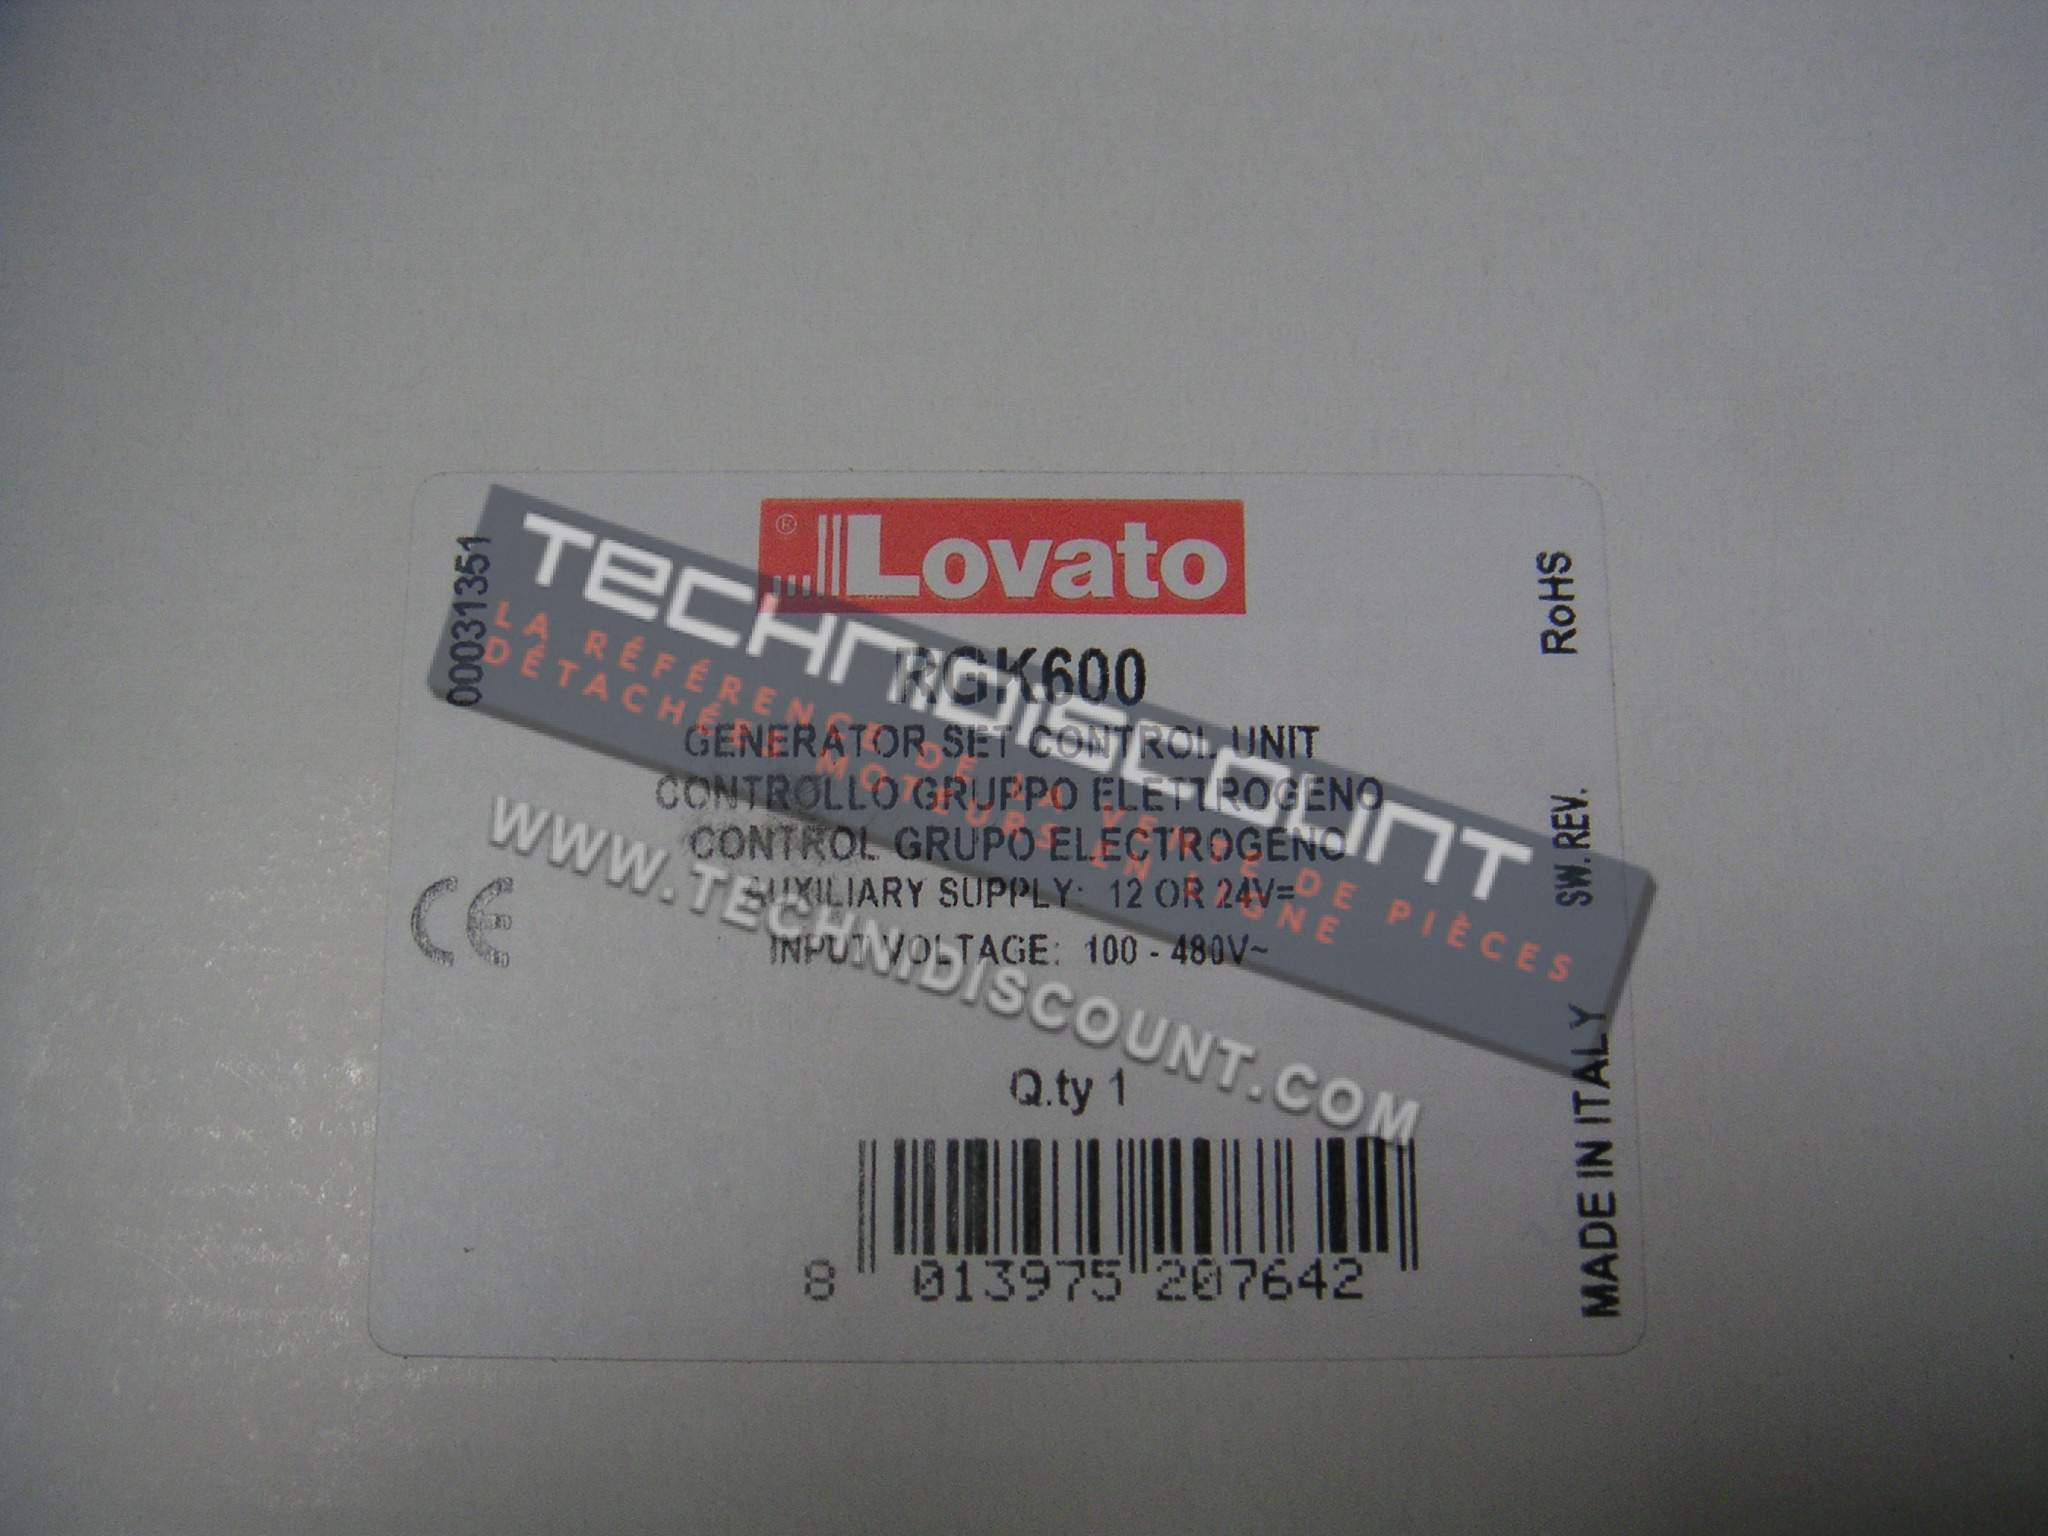 ® Lovato
RGK600
GENERATOR SET CONTROL UNIT
CONTROLLO GRUPPO ELETTROGENO
CONTROL GRUPO ELECTROGENO
AUXILIARY SUPPLY: 12 OR 24V=
INPUT VOLTAGE: 100 - 480V~
Q.ty 1
8 013975 207642
00031351
CE
RoHS
SW.REV.
MADE IN ITALY
TECHNIDISCOUNT
LA RÉFÉRENCE DE LA VENTE DE PIÈCES
DÉTACHÉES MOTEURS EN LIGNE
WWW.TECHNIDISCOUNT.COM